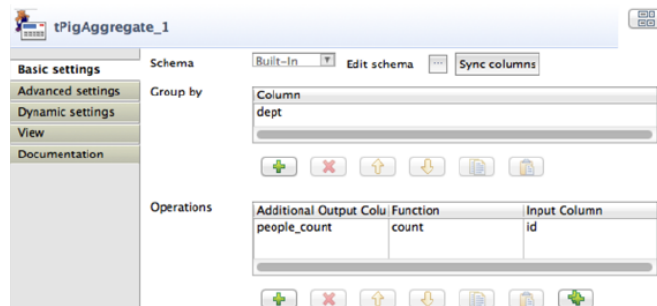 tPigAggregate_1
Basic settings
Advanced settings
Dynamic settings
View
Documentation
Schema Built-In Edit schema ... Sync columns
Group by
Column
dept
Operations
Additional Output Colu Function Input Column
people_count count id